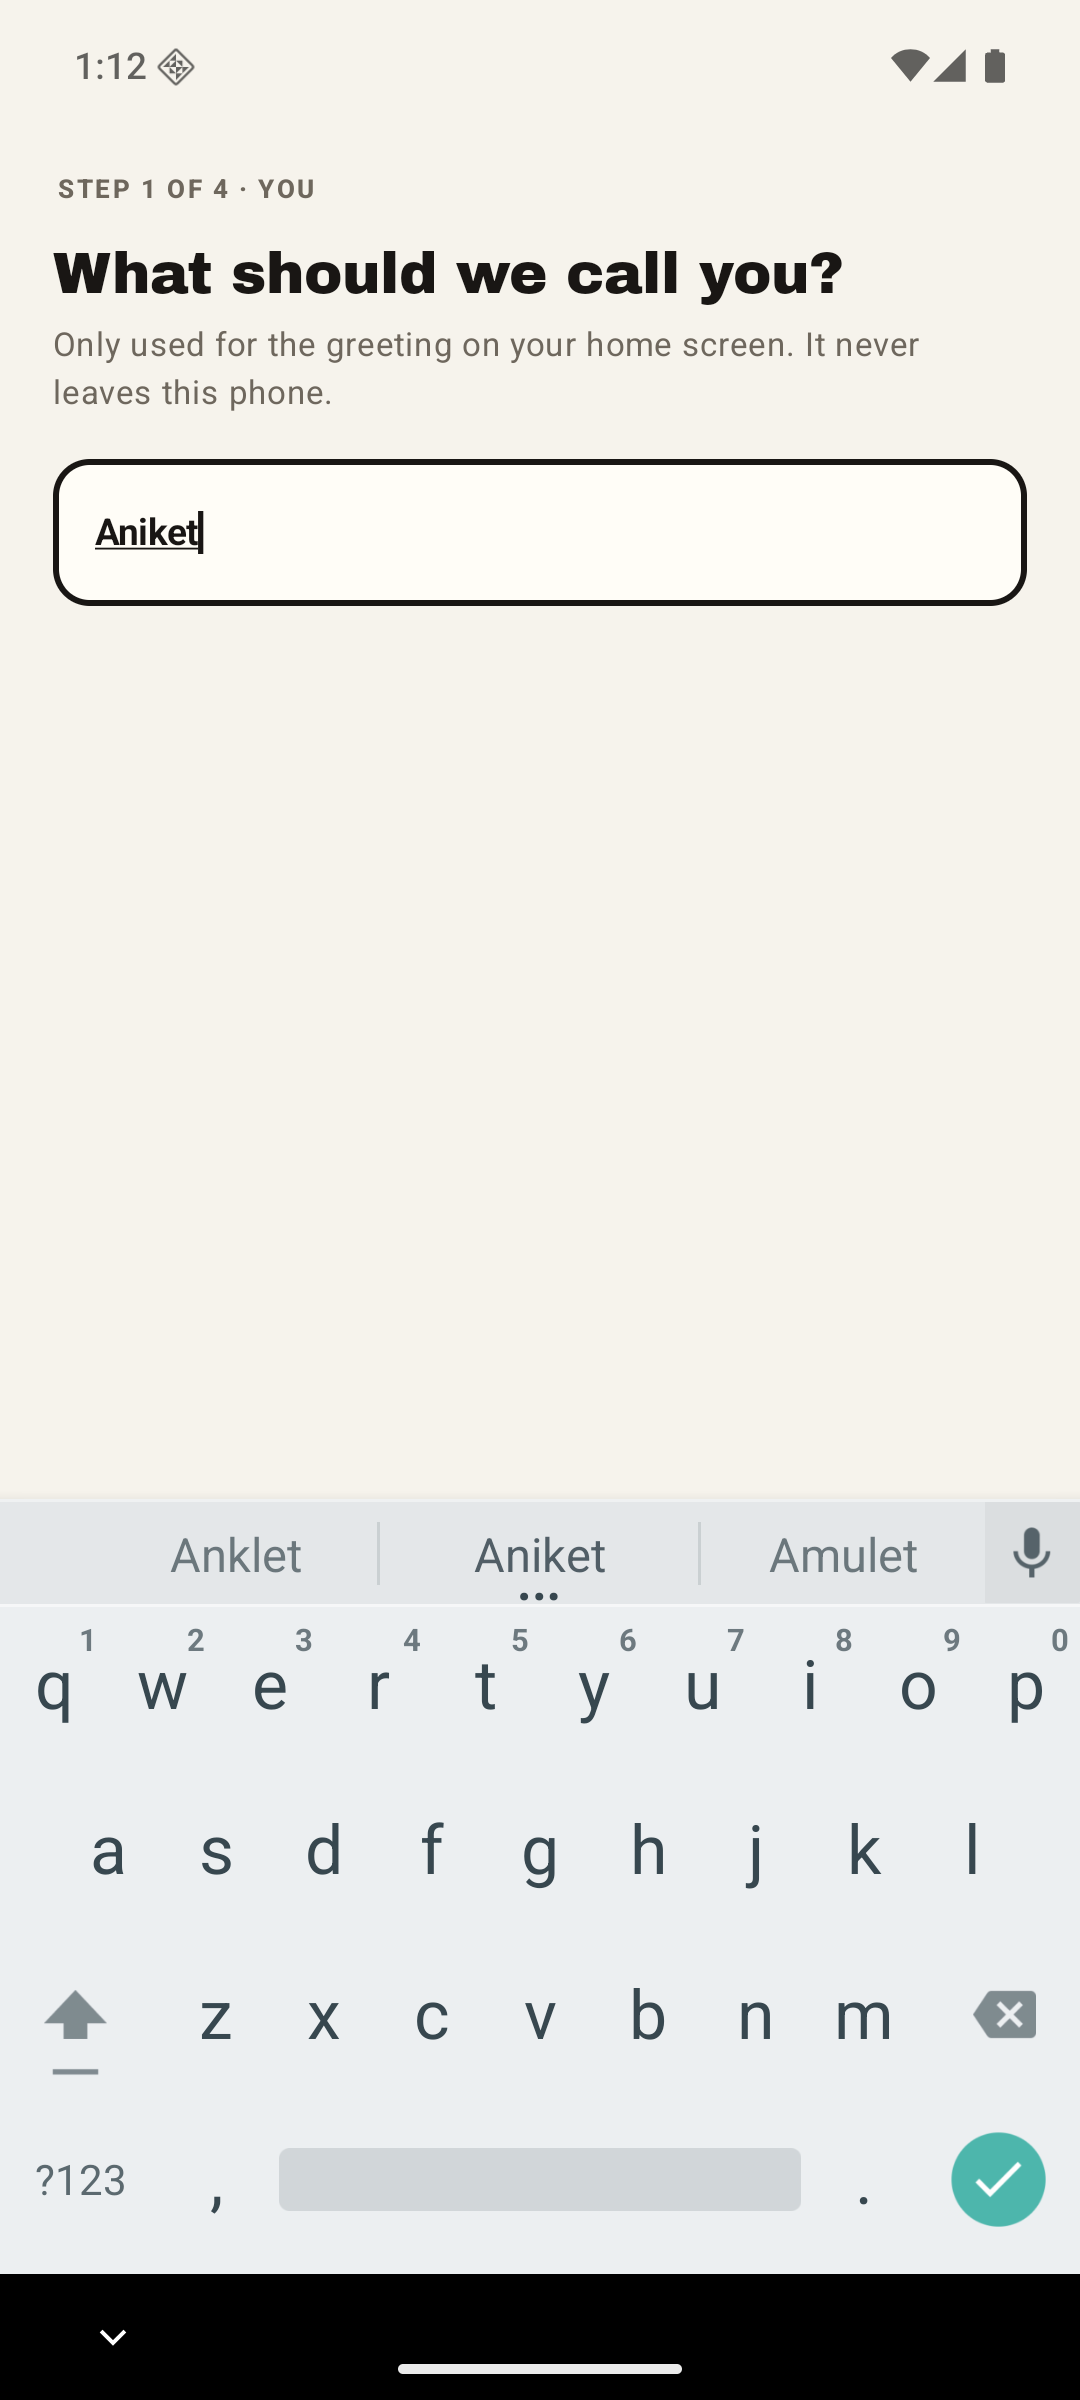 1:12
STEP 1 OF 4 · YOU
What should we call you?
Only used for the greeting on your home screen. It never
leaves this phone.
Aniket
Anklet Aniket Amulet
1 2 3 4 5 6 7 8 9 0
q w e r t y u i o p
a s d f g h j k l
z x c v b n m
?123 , .